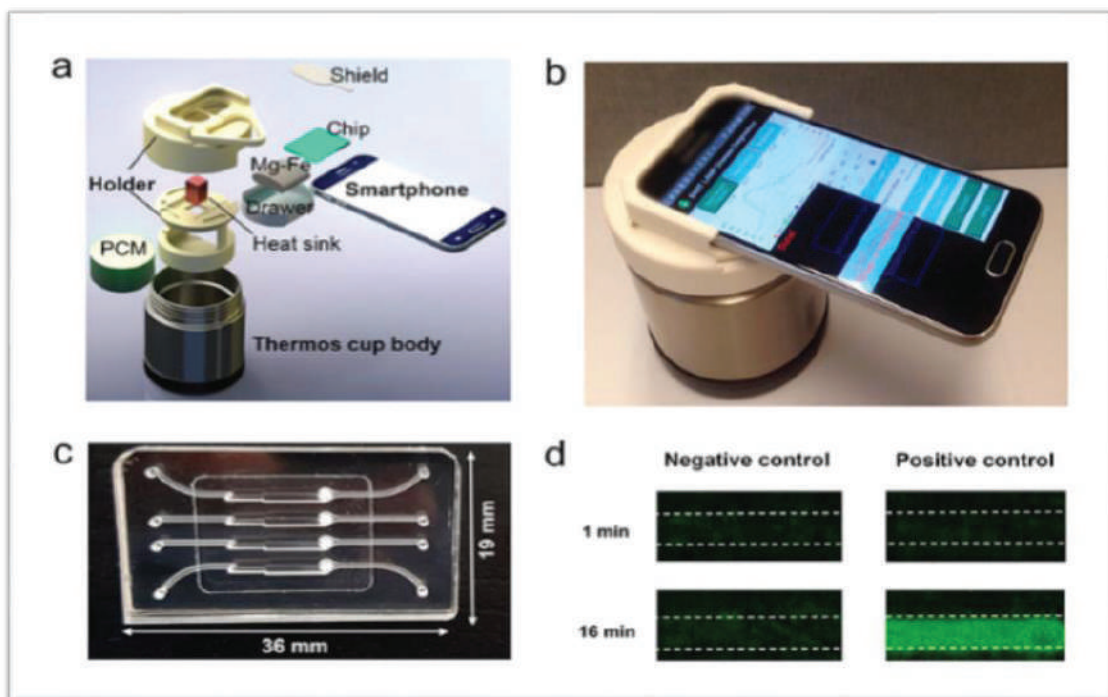 a
Shield
Chip
Mg-Fe
Holder
Drawer
Smartphone
Heat sink
PCM
Thermos cup body
b
c
19 mm
36 mm
d
Negative control
Positive control
1 min
16 min